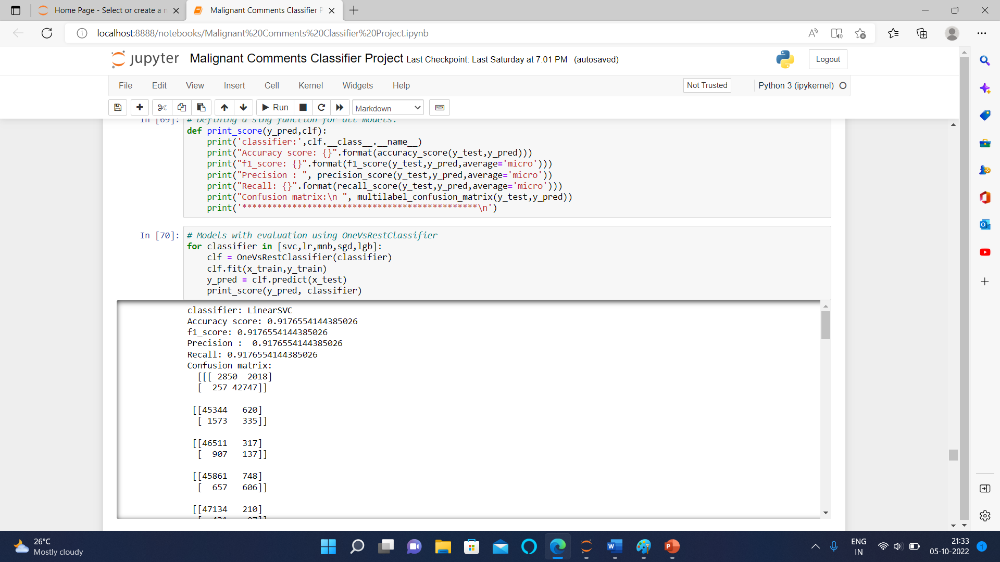 Home Page - Select or create a n
Malignant Comments Classifier P
localhost:8888/notebooks/Malignant%20Comments%20Classifier%20Project.ipynb
jupyter Malignant Comments Classifier Project Last Checkpoint: Last Saturday at 7:01 PM (autosaved)
Logout
File Edit View Insert Cell Kernel Widgets Help
Not Trusted
Python 3 (ipykernel)
Run
Markdown
In [69]: # Defining a sing function for all models.
def print_score(y_pred,clf):
    print('classifier:',clf.__class__.__name__)
    print("Accuracy score: {}".format(accuracy_score(y_test,y_pred)))
    print("f1_score: {}".format(f1_score(y_test,y_pred,average='micro')))
    print("Precision : ", precision_score(y_test,y_pred,average='micro'))
    print("Recall: {}".format(recall_score(y_test,y_pred,average='micro')))
    print("Confusion matrix:\n ", multilabel_confusion_matrix(y_test,y_pred))
    print('***********************************************\n')
In [70]: # Models with evaluation using OneVsRestClassifier
for classifier in [svc,lr,mnb,sgd,lgb]:
    clf = OneVsRestClassifier(classifier)
    clf.fit(x_train,y_train)
    y_pred = clf.predict(x_test)
    print_score(y_pred, classifier)
classifier: LinearSVC
Accuracy score: 0.9176554144385026
f1_score: 0.9176554144385026
Precision :  0.9176554144385026
Recall: 0.9176554144385026
Confusion matrix:
  [[[ 2850  2018]
  [  257 42747]]
 [[45344   620]
  [ 1573   335]]
 [[46511   317]
  [  907   137]]
 [[45861   748]
  [  657   606]]
 [[47134   210]
26°C
Mostly cloudy
ENG
IN
21:33
05-10-2022
1